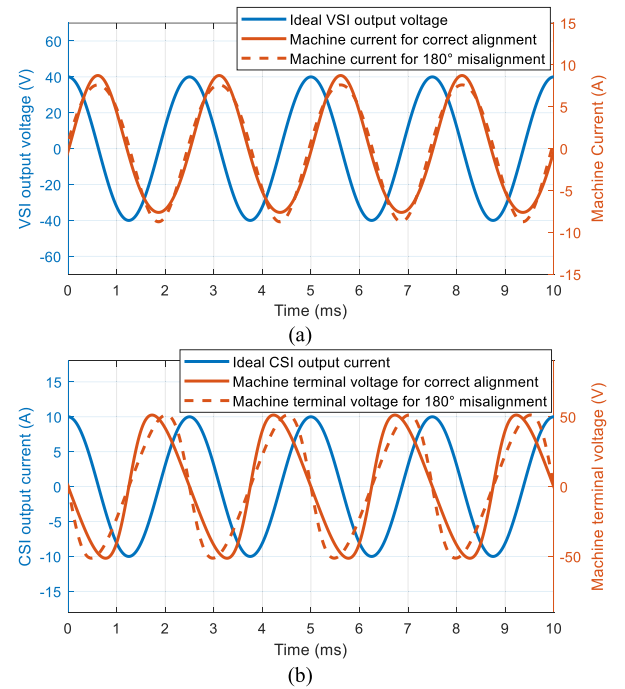 Ideal VSI output voltage
Machine current for correct alignment
Machine current for 180° misalignment
VSI output voltage (V)
60
40
20
0
-20
-40
-60
15
10
5
0
-5
-10
-15
Machine Current (A)
0 1 2 3 4 5 6 7 8 9 10
Time (ms)
(a)
Ideal CSI output current
Machine terminal voltage for correct alignment
Machine terminal voltage for 180° misalignment
CSI output current (A)
15
10
5
0
-5
-10
-15
50
0
-50
Machine terminal voltage (V)
0 1 2 3 4 5 6 7 8 9 10
Time (ms)
(b)